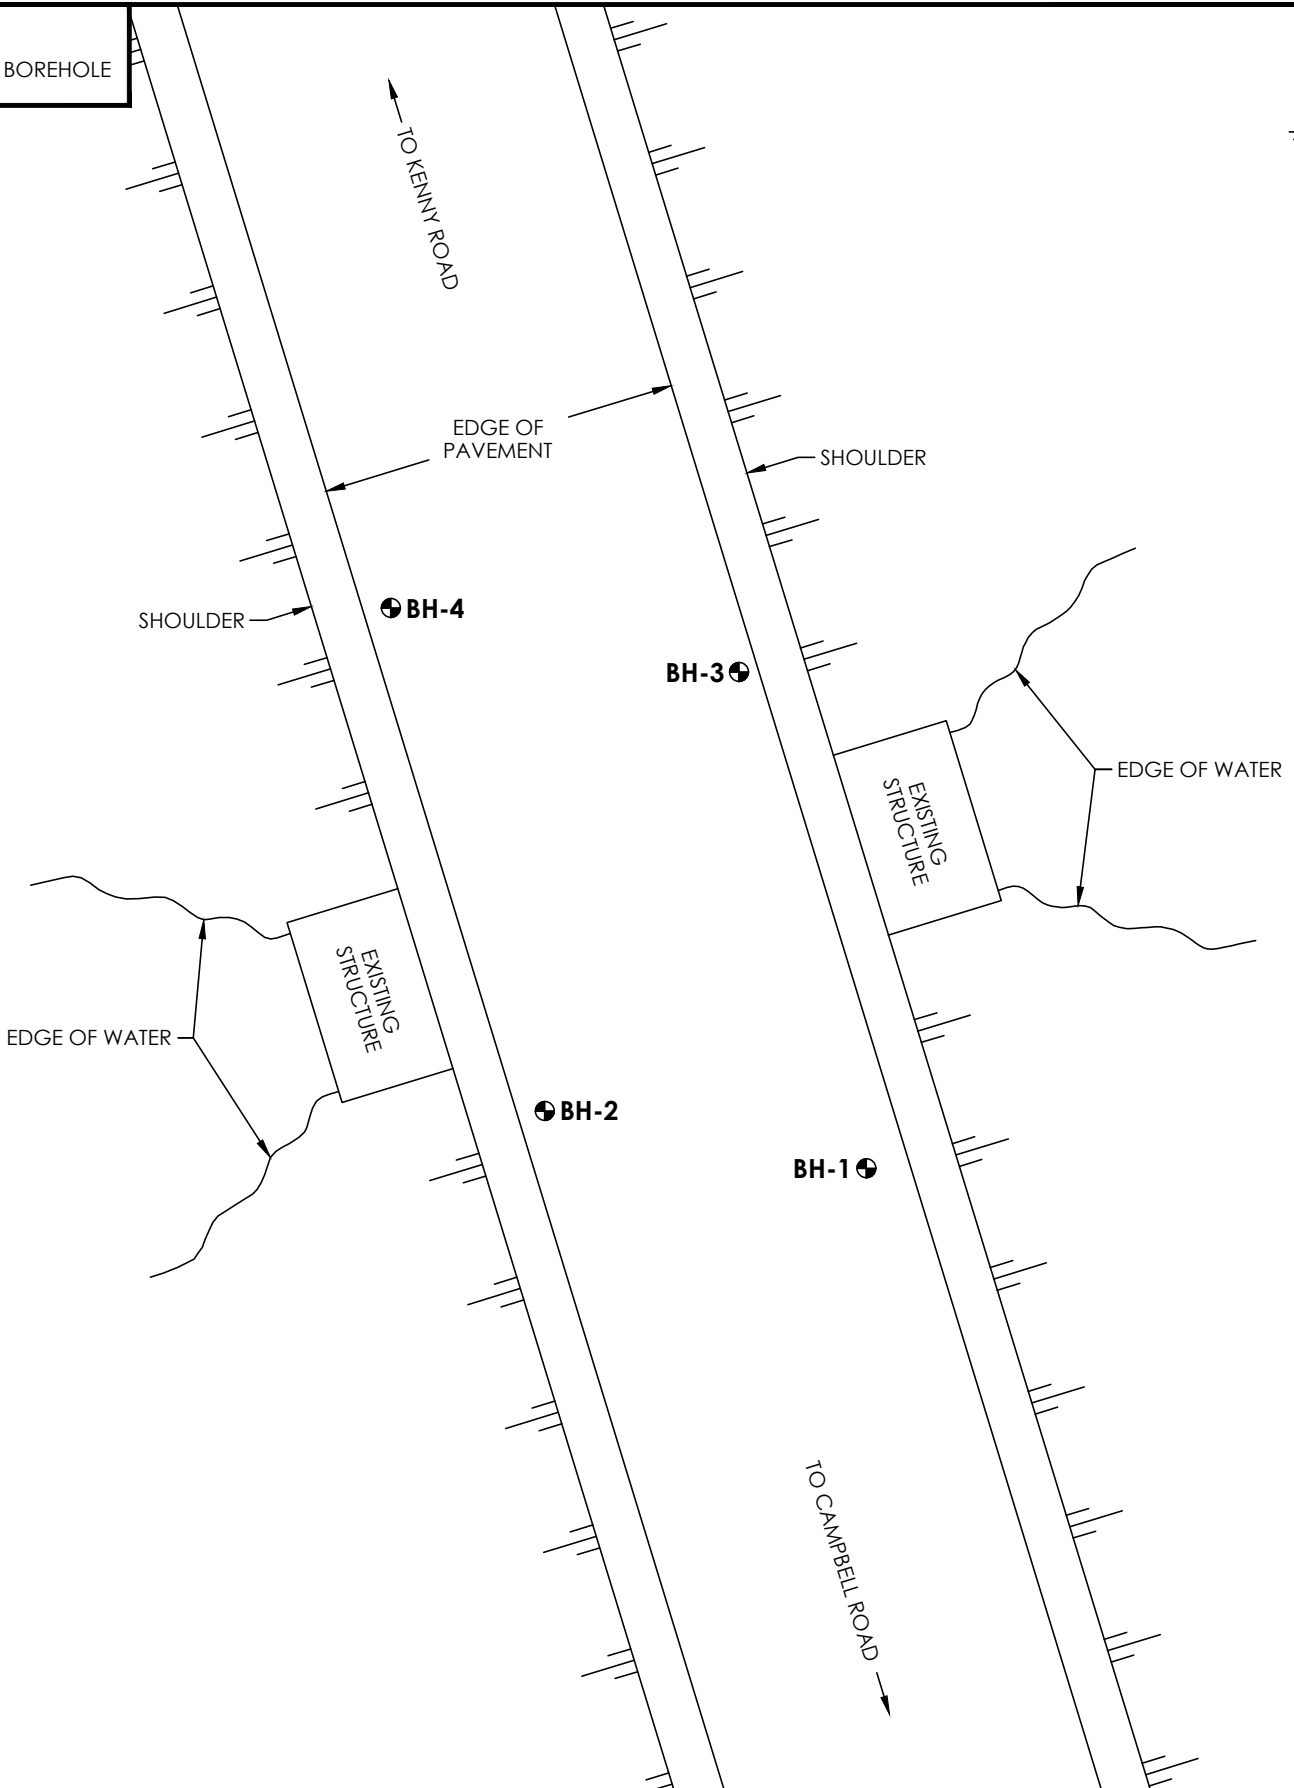 BOREHOLE
TO KENNY ROAD
EDGE OF
PAVEMENT
SHOULDER
SHOULDER
BH-4
BH-3
EDGE OF WATER
EXISTING
STRUCTURE
EXISTING
STRUCTURE
EDGE OF WATER
BH-2
BH-1
TO CAMPBELL ROAD